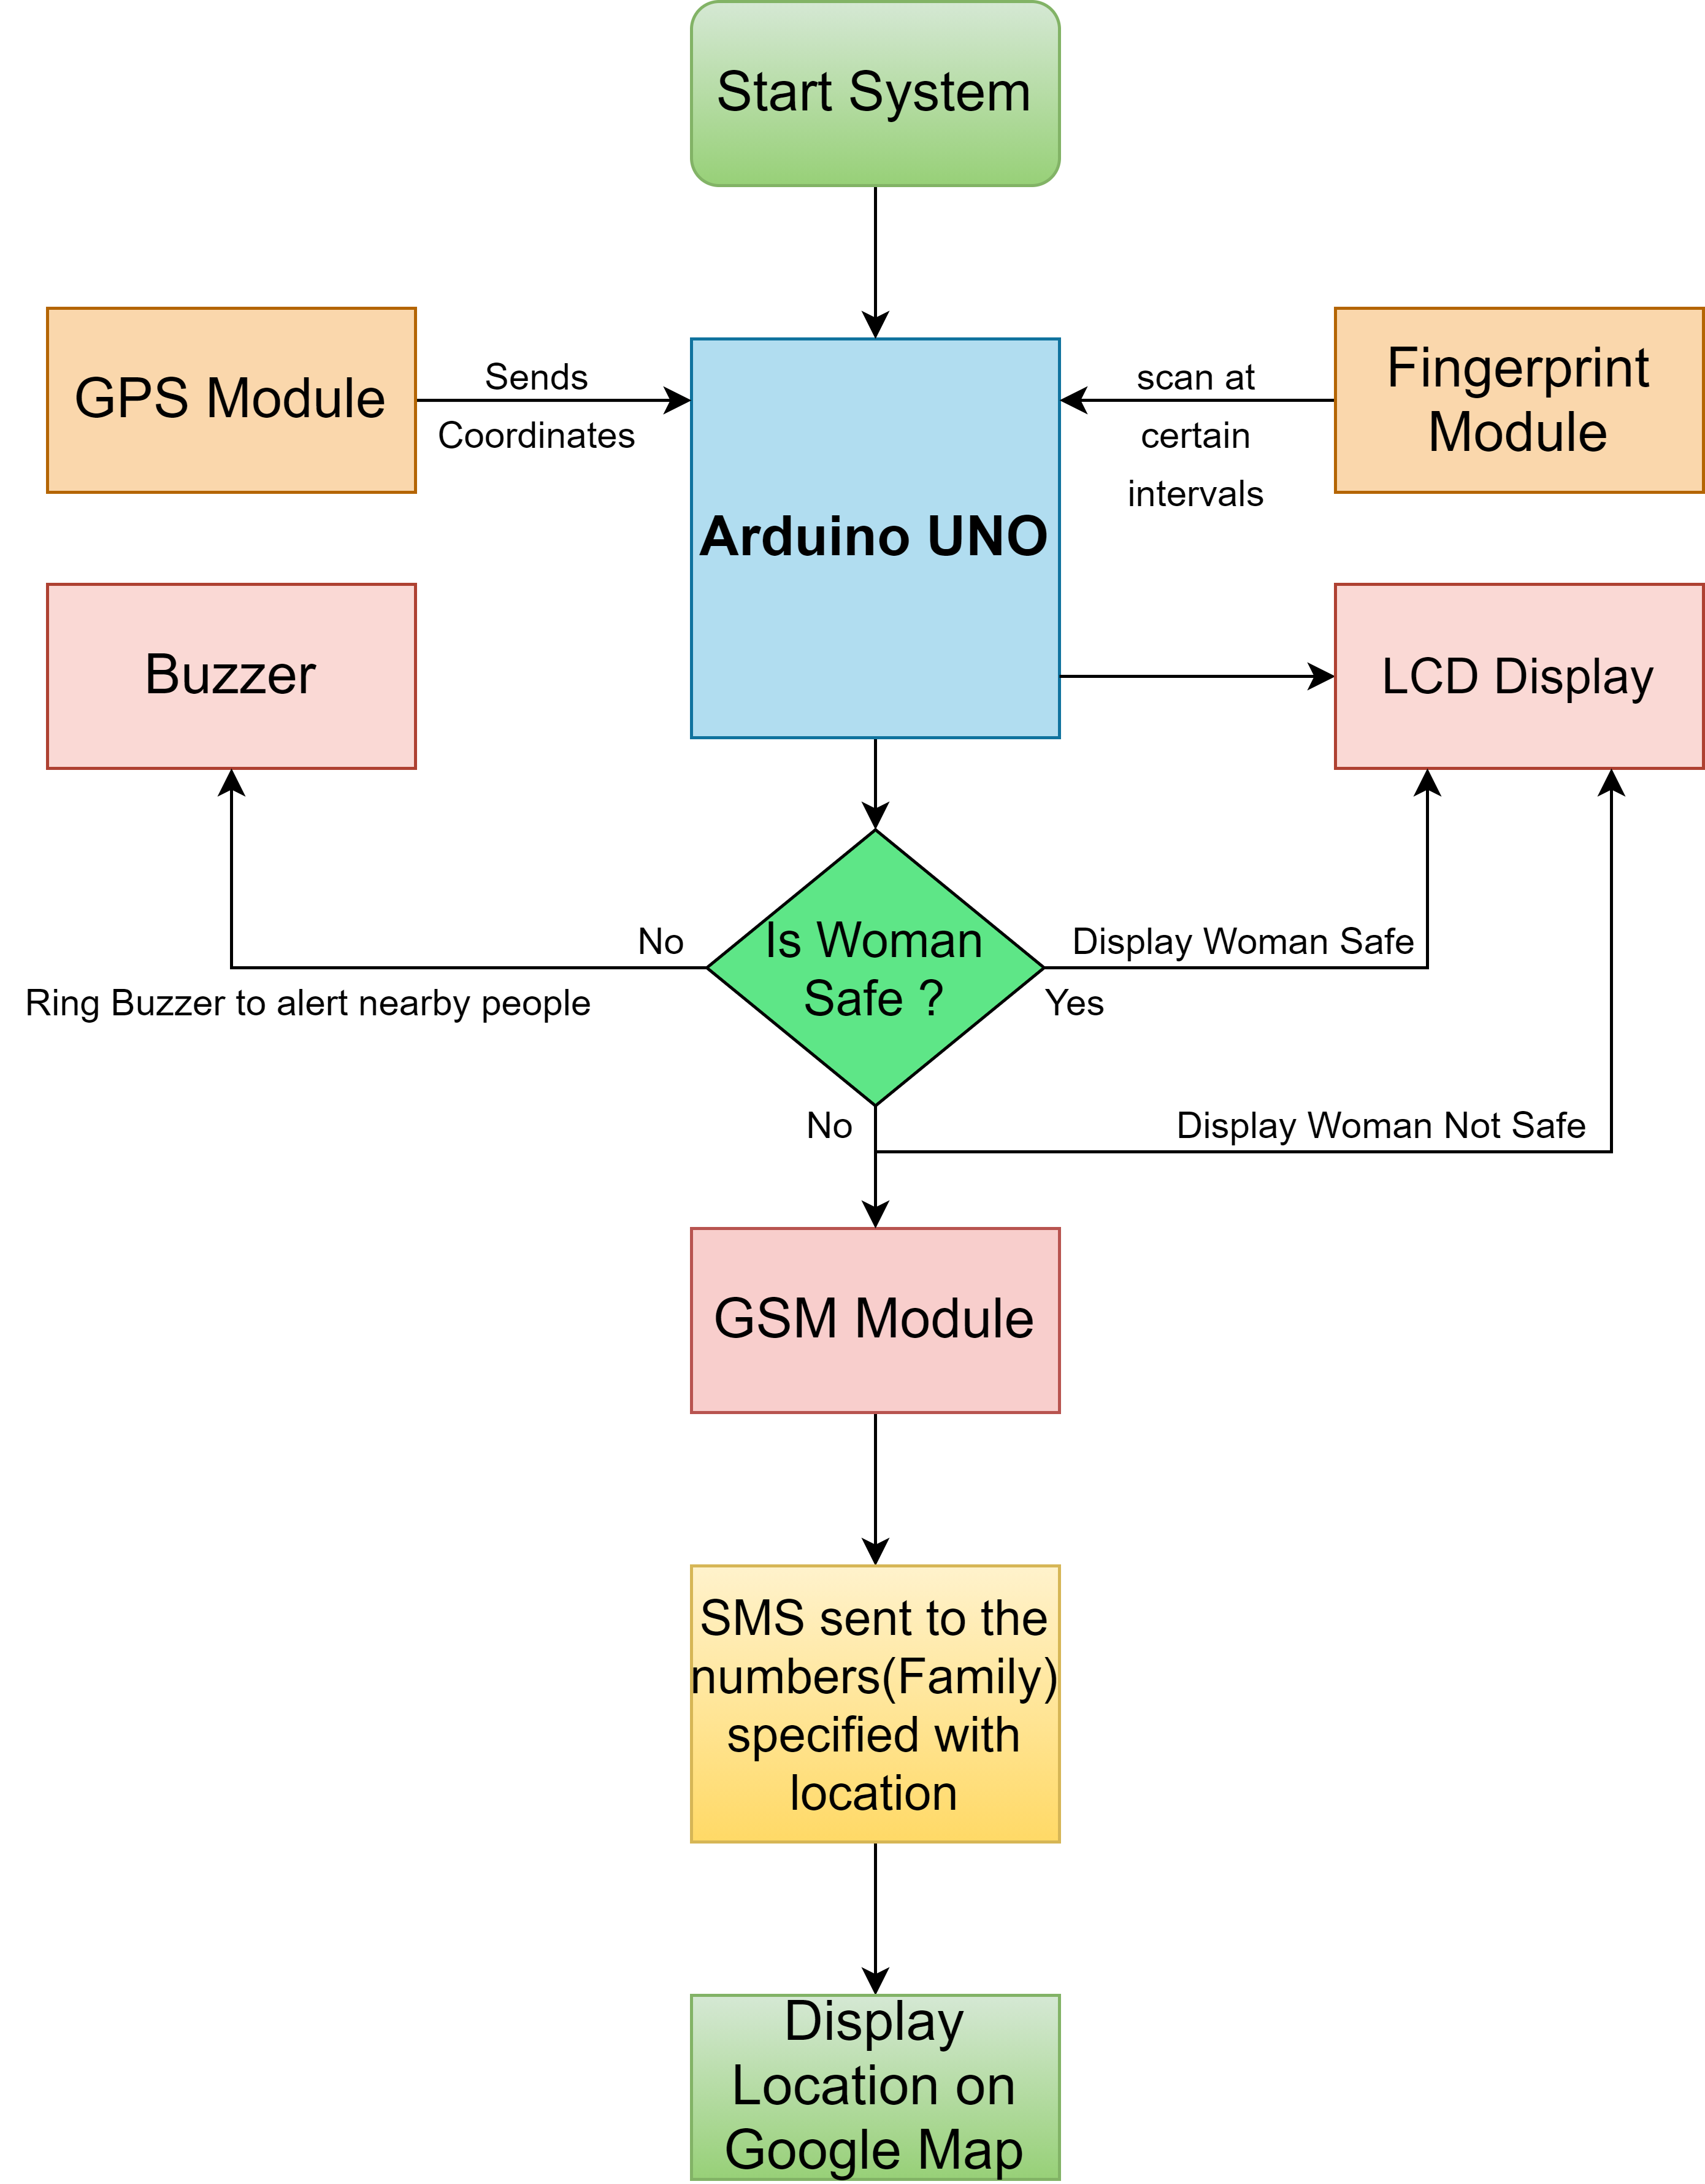 Start System
GPS Module
Sends
Coordinates
Arduino UNO
scan at
certain
intervals
Fingerprint
Module
Buzzer
LCD Display
No
Ring Buzzer to alert nearby people
Is Woman
Safe ?
Display Woman Safe
Yes
No
Display Woman Not Safe
GSM Module
SMS sent to the
numbers(Family)
specified with
location
Display
Location on
Google Map